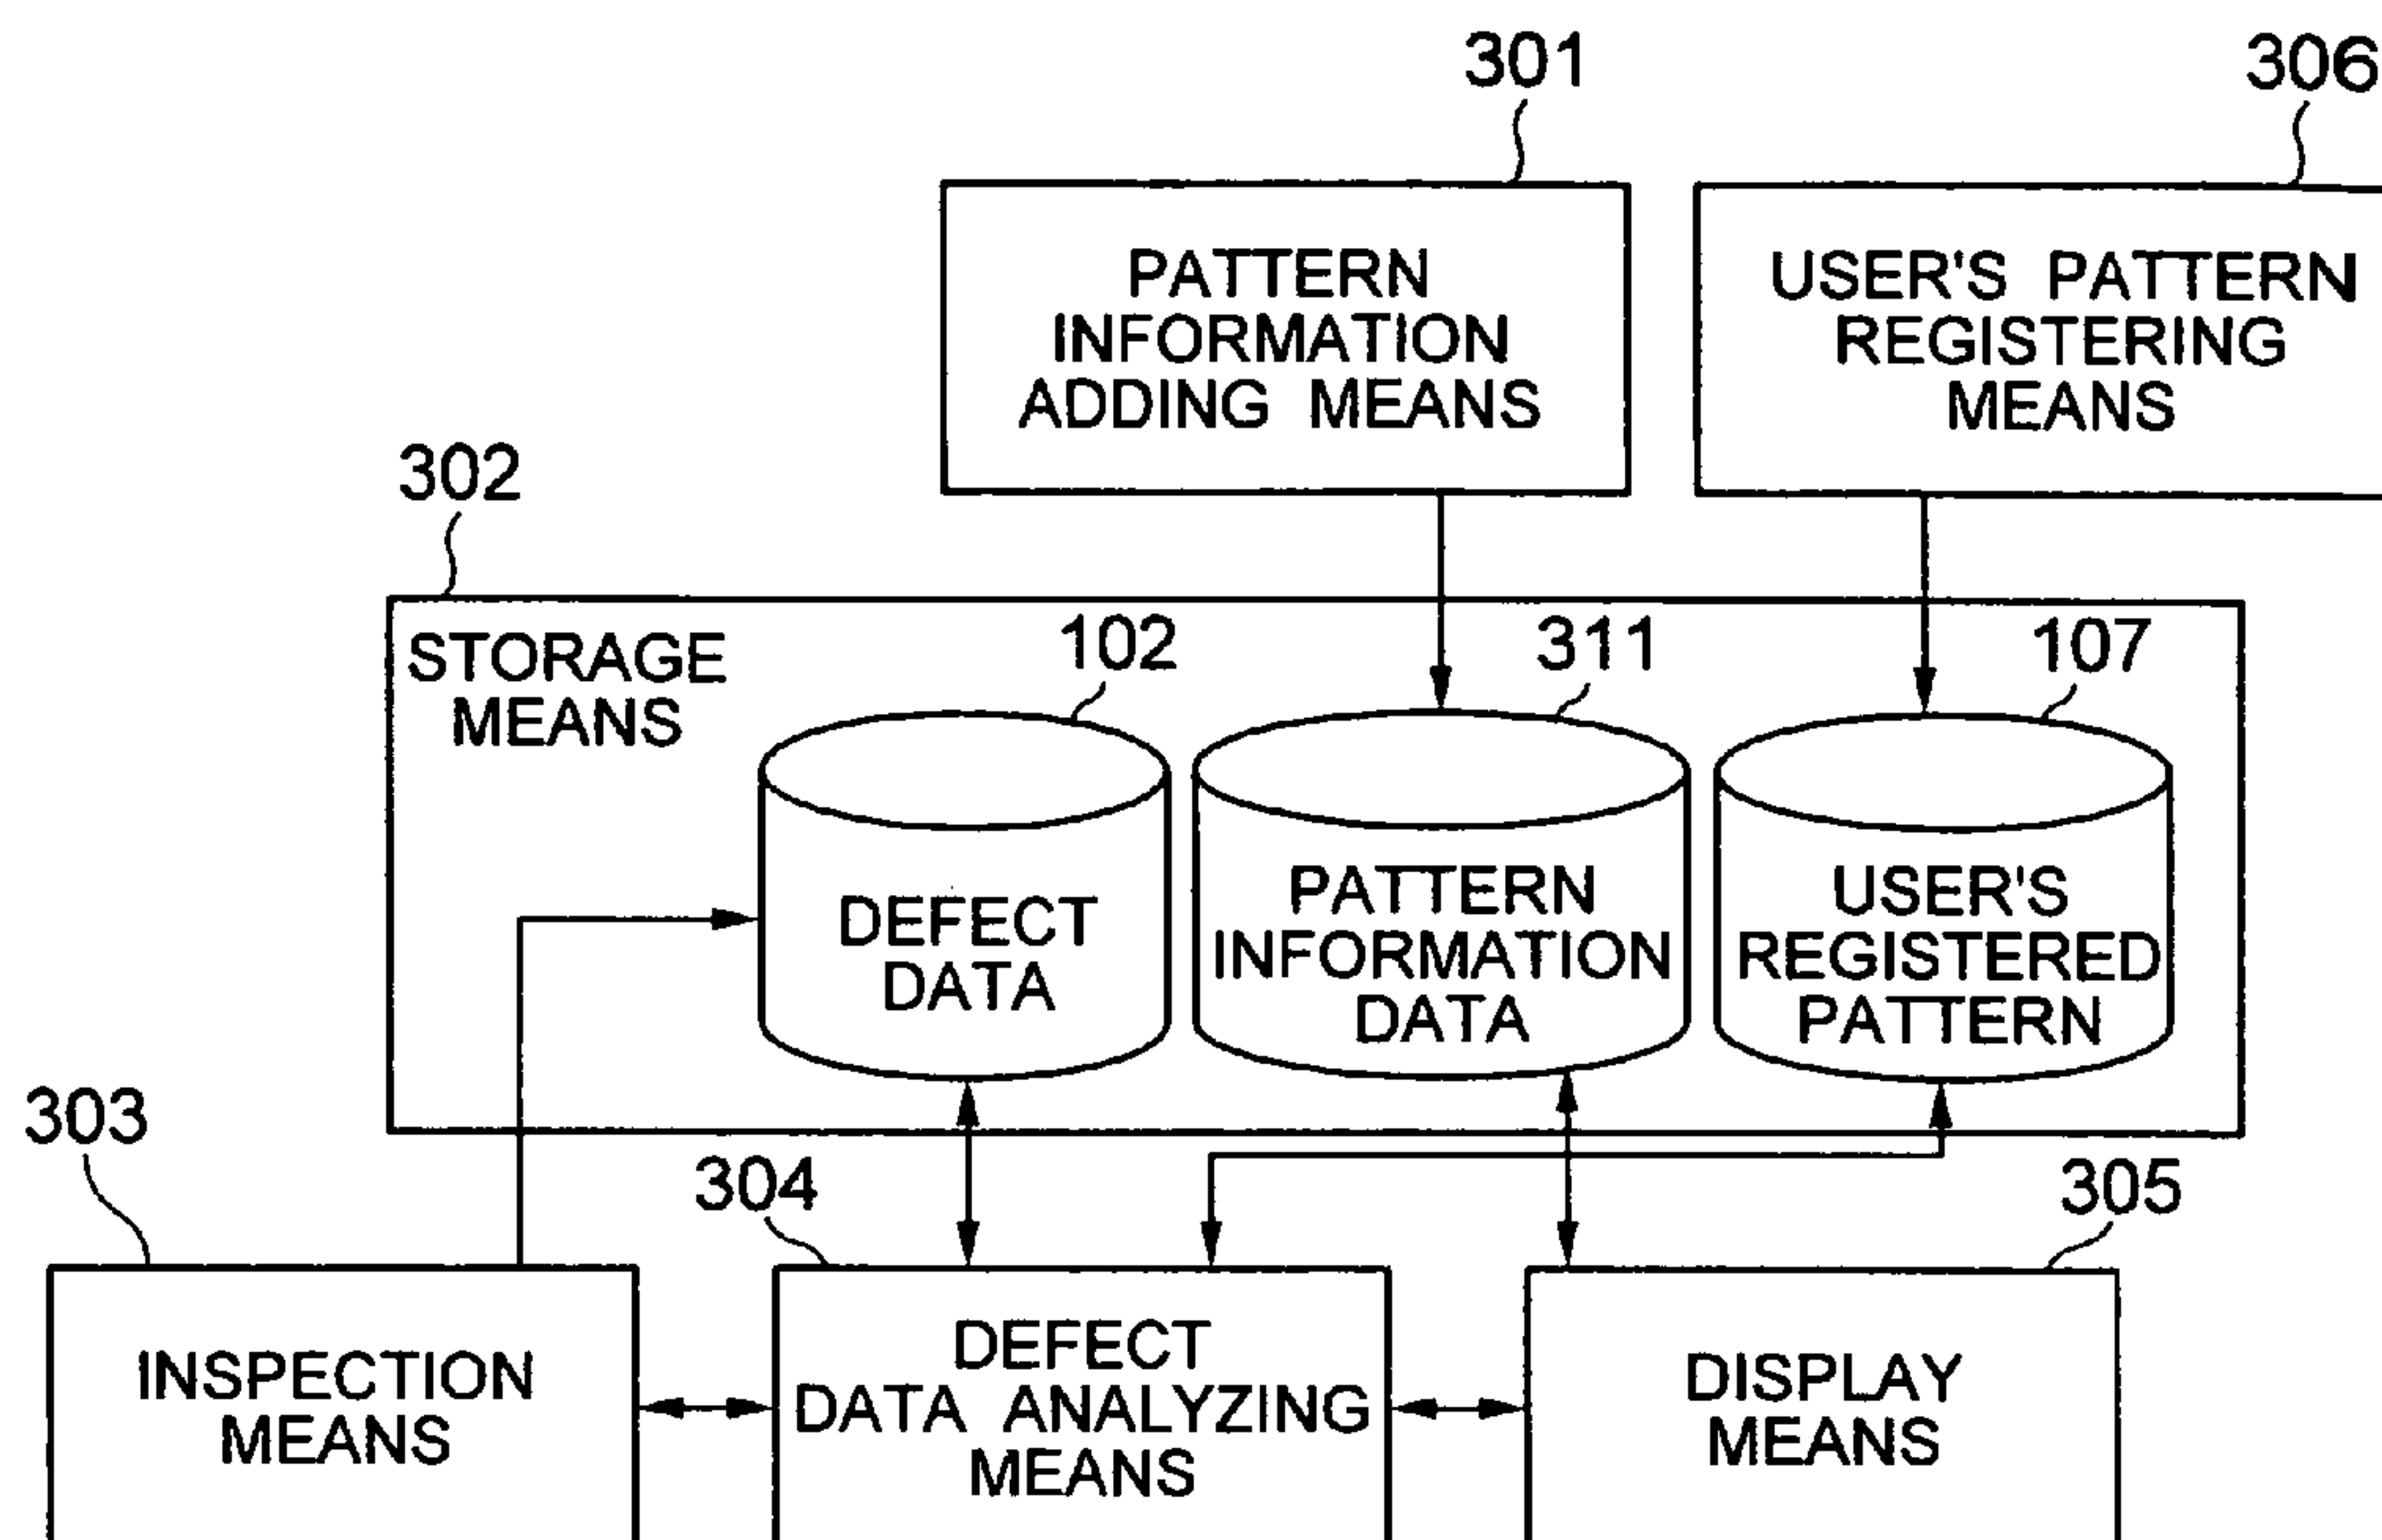 301
306
PATTERN
INFORMATION
ADDING MEANS
USER'S PATTERN
REGISTERING
MEANS
302
STORAGE
MEANS
102
311
107
DEFECT
DATA
PATTERN
INFORMATION
DATA
USER'S
REGISTERED
PATTERN
303
304
305
INSPECTION
MEANS
DEFECT
DATA ANALYZING
MEANS
DISPLAY
MEANS